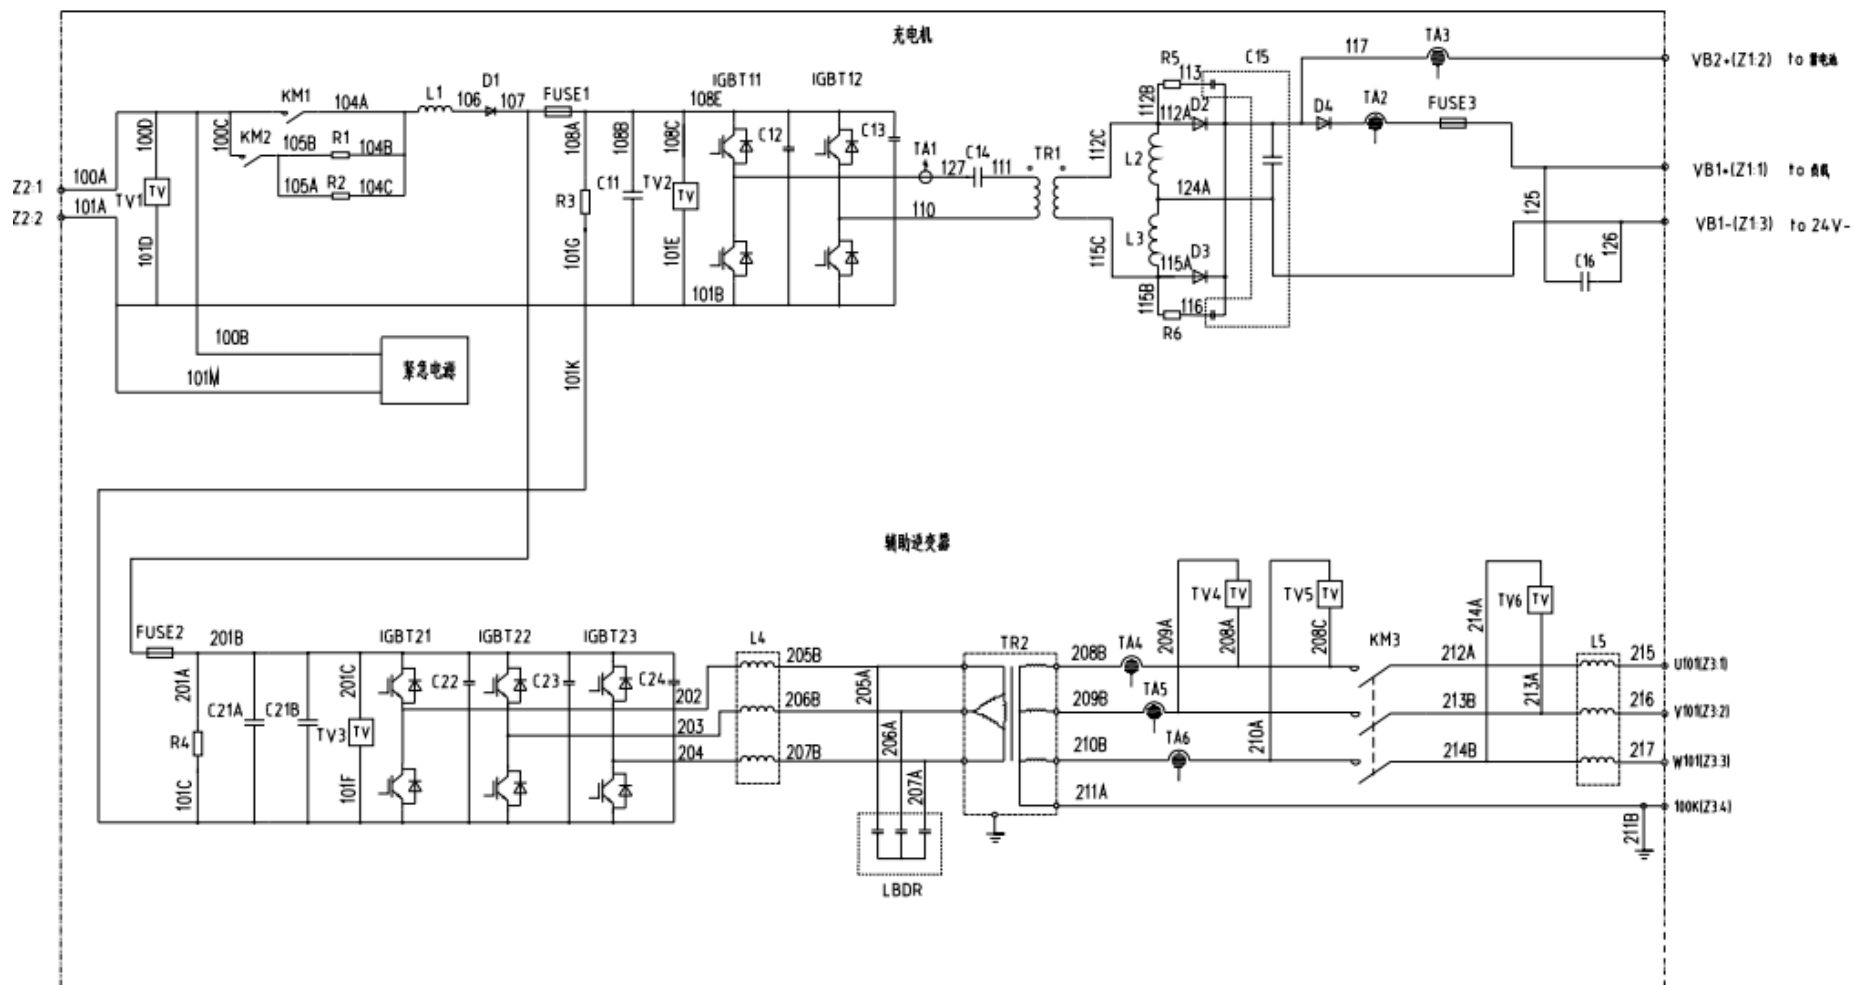 充电机
TA3
117
VB2+(Z1:2) to 蓄电池
R5
113
C15
IGBT11
IGBT12
KM1
104A
L1
106
D1
107
FUSE1
108E
112B
112A
D2
D4
TA2
FUSE3
100D
100C
KM2
105B
R1
104B
108A
108B
108C
C12
C13
TA1
C14
127
111
TR1
112C
L2
VB1+(Z1:1) to 负载
Z2:1
100A
TV1
TV
105A
R2
104C
R3
C11
TV2
TV
124A
125
Z2:2
101A
110
L3
VB1-(Z1:3) to 24V-
101D
101G
101E
115C
115A
D3
126
C16
101B
115B
116
R6
100B
101M
紧急电源
101K
辅助逆变器
TV4
TV
TV5
TV
TV6
TV
209A
208A
208C
214A
FUSE2
201B
IGBT21
IGBT22
IGBT23
L4
TR2
TA4
KM3
L5
205B
208B
212A
215
U101(Z3:1)
201A
201C
C22
C23
C24
202
205A
TA5
213A
C21A
C21B
206B
209B
213B
216
V101(Z3:2)
R4
TV3
TV
203
206A
TA6
210A
204
207B
210B
214B
217
W101(Z3:3)
101C
101F
207A
211A
100K(Z3:4)
211B
LBDR